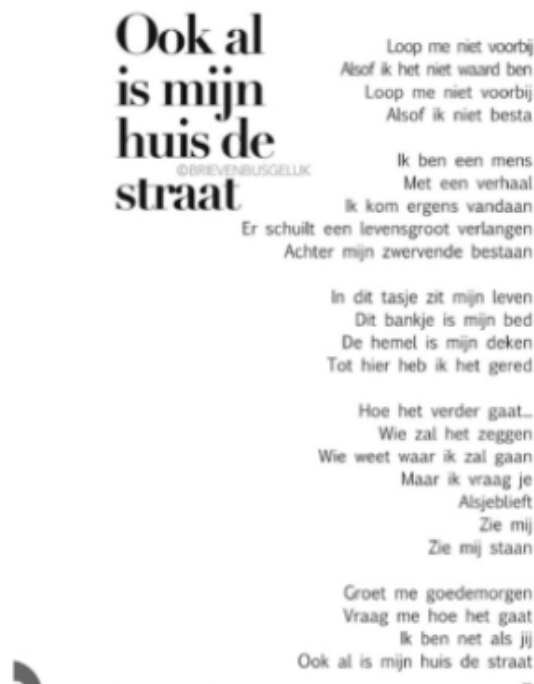 Ook al
is mijn
huis de
©BRIEVENBUSGELUK
straat
Loop me niet voorbij
Alsof ik het niet waard ben
Loop me niet voorbij
Alsof ik niet besta
Ik ben een mens
Met een verhaal
Ik kom ergens vandaan
Er schuilt een levensgroot verlangen
Achter mijn zwervende bestaan
In dit tasje zit mijn leven
Dit bankje is mijn bed
De hemel is mijn deken
Tot hier heb ik het gered
Hoe het verder gaat...
Wie zal het zeggen
Wie weet waar ik zal gaan
Maar ik vraag je
Alsjeblieft
Zie mij
Zie mij staan
Groet me goedemorgen
Vraag me hoe het gaat
Ik ben net als jij
Ook al is mijn huis de straat